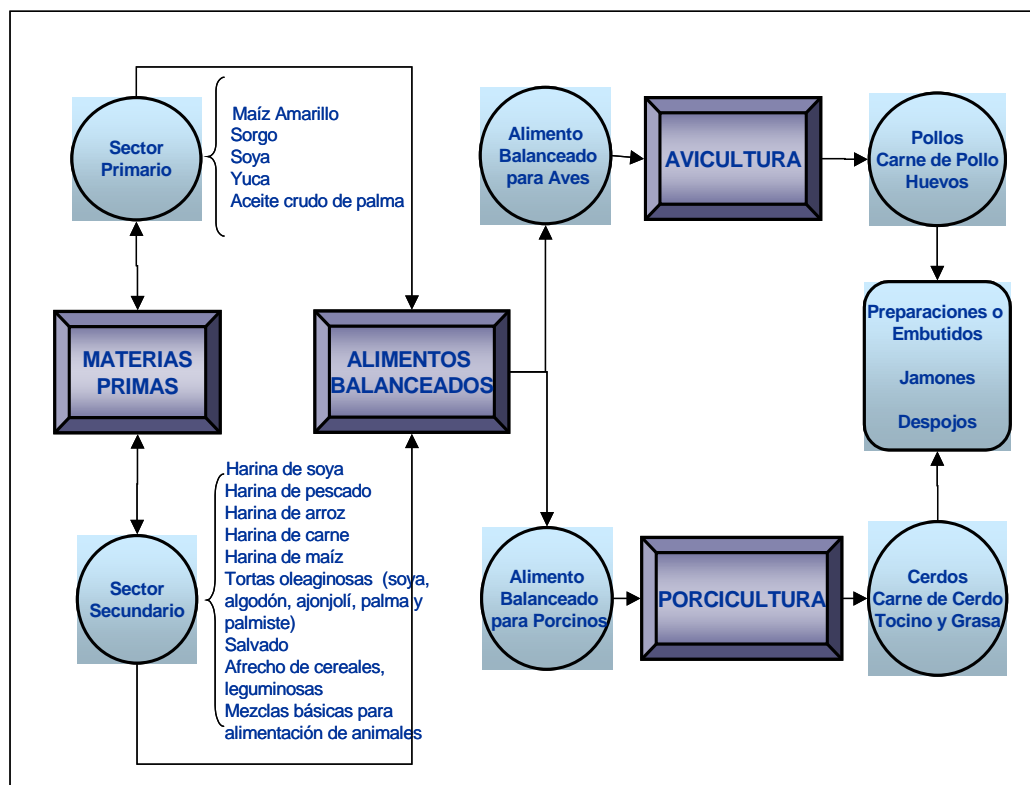 Sector
Primario
Maíz Amarillo
Sorgo
Soya
Yuca
Aceite crudo de palma
MATERIAS
PRIMAS
Sector
Secundario
Harina de soya
Harina de pescado
Harina de arroz
Harina de carne
Harina de maíz
Tortas oleaginosas (soya,
algodón, ajonjolí, palma y
palmiste)
Salvado
Afrecho de cereales,
leguminosas
Mezclas básicas para
alimentación de animales
ALIMENTOS
BALANCEADOS
Alimento
Balanceado
para Aves
AVICULTURA
Pollos
Carne de Pollo
Huevos
Preparaciones o
Embutidos
Jamones
Despojos
Alimento
Balanceado
para Porcinos
PORCICULTURA
Cerdos
Carne de Cerdo
Tocino y Grasa